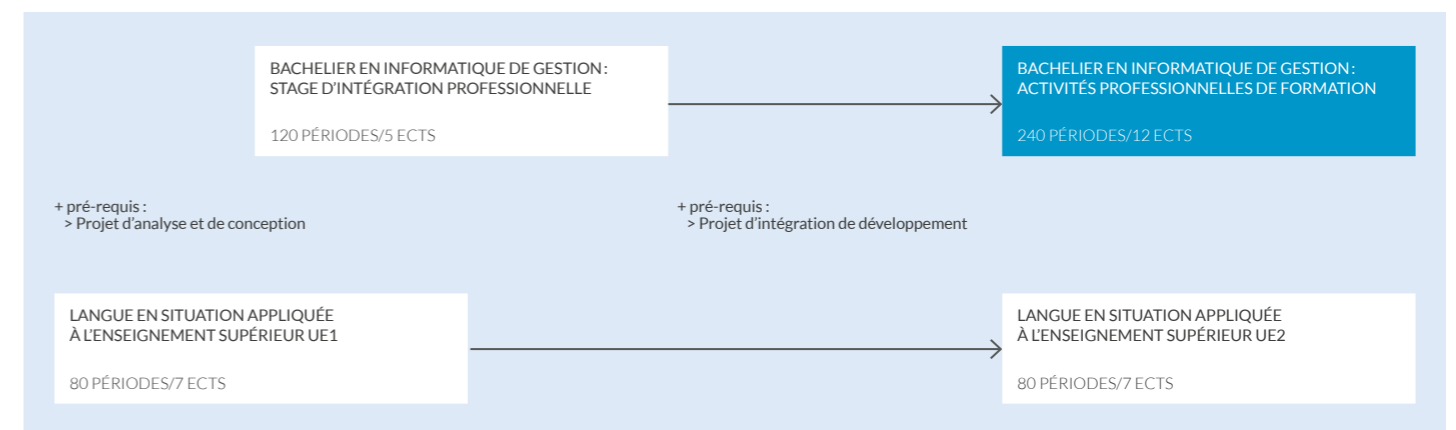 BACHELIER EN INFORMATIQUE DE GESTION :
STAGE D'INTÉGRATION PROFESSIONNELLE
120 PÉRIODES/5 ECTS
BACHELIER EN INFORMATIQUE DE GESTION :
ACTIVITÉS PROFESSIONNELLES DE FORMATION
240 PÉRIODES/12 ECTS
+ pré-requis :
> Projet d'analyse et de conception
+ pré-requis :
> Projet d'intégration de développement
LANGUE EN SITUATION APPLIQUÉE
À L'ENSEIGNEMENT SUPÉRIEUR UE1
80 PÉRIODES/7 ECTS
LANGUE EN SITUATION APPLIQUÉE
À L'ENSEIGNEMENT SUPÉRIEUR UE2
80 PÉRIODES/7 ECTS